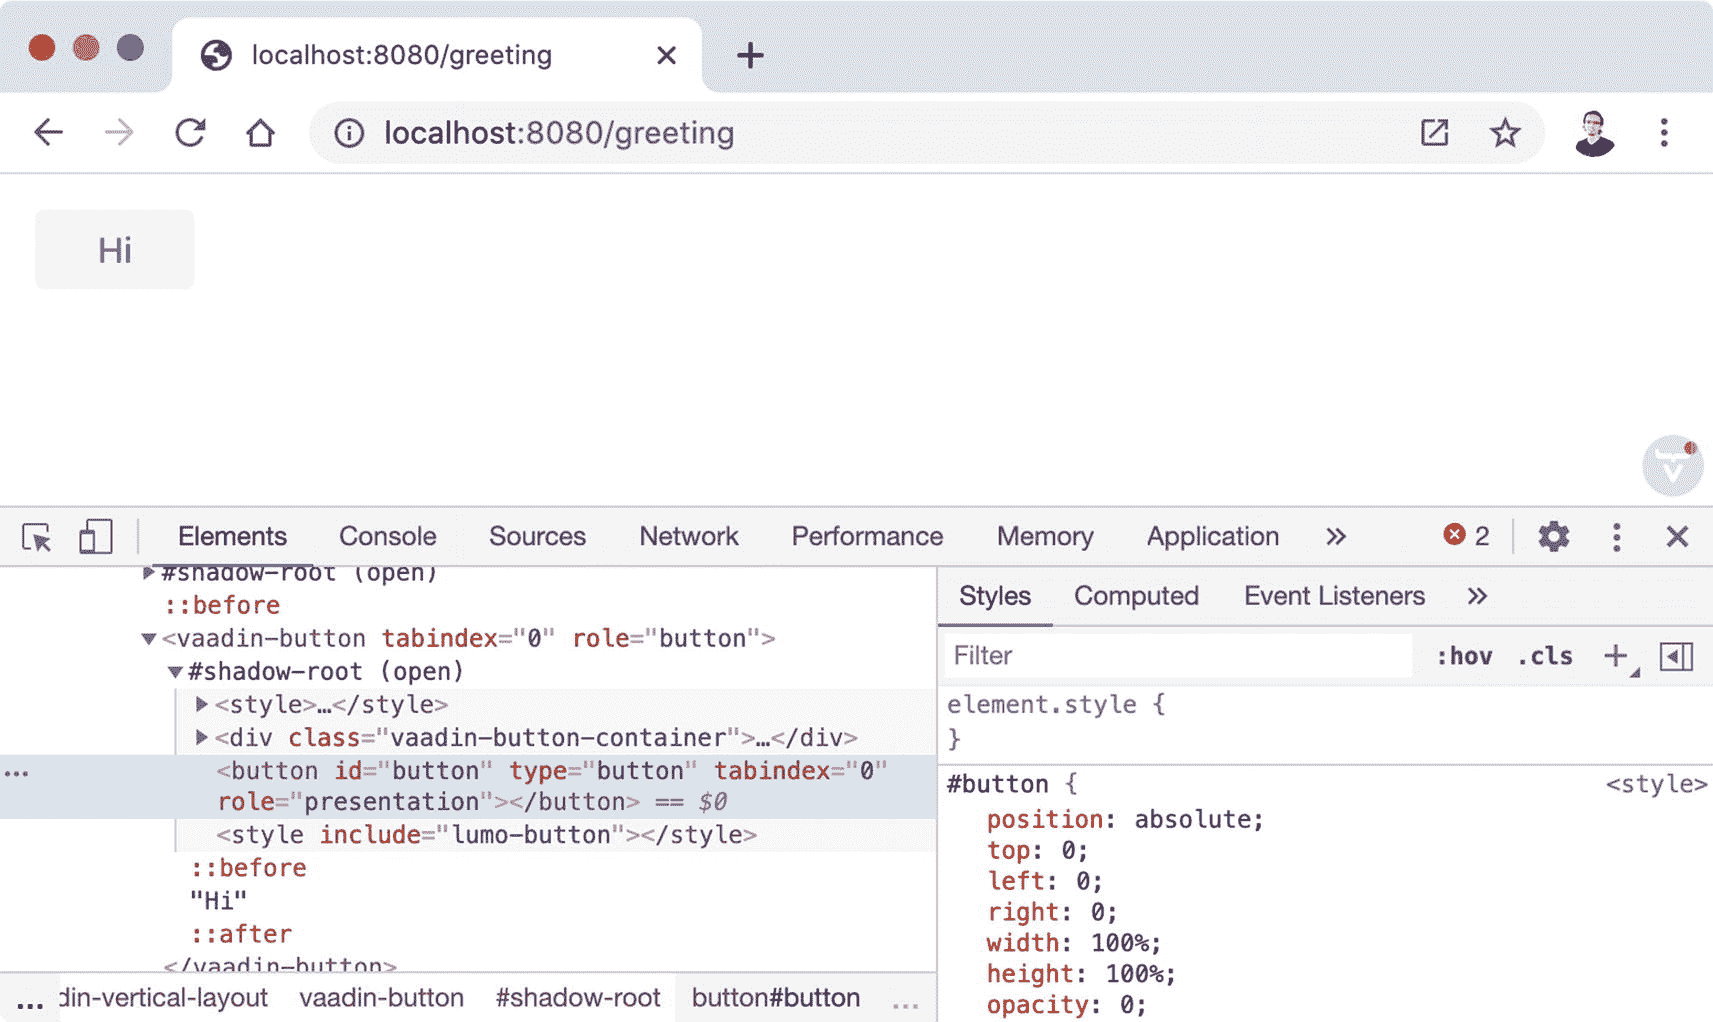 localhost:8080/greeting
localhost:8080/greeting
Hi
Elements Console Sources Network Performance Memory Application » 2
#shadow-root (open)
::before
<vaadin-button tabindex="0" role="button">
#shadow-root (open)
<style>…</style>
<div class="vaadin-button-container">…</div>
<button id="button" type="button" tabindex="0"
role="presentation"></button> == $0
<style include="lumo-button"></style>
::before
"Hi"
::after
</vaadin-button>
... din-vertical-layout vaadin-button #shadow-root button#button ...
Styles Computed Event Listeners »
Filter :hov .cls +
element.style {
}
#button { <style>
position: absolute;
top: 0;
left: 0;
right: 0;
width: 100%;
height: 100%;
opacity: 0;